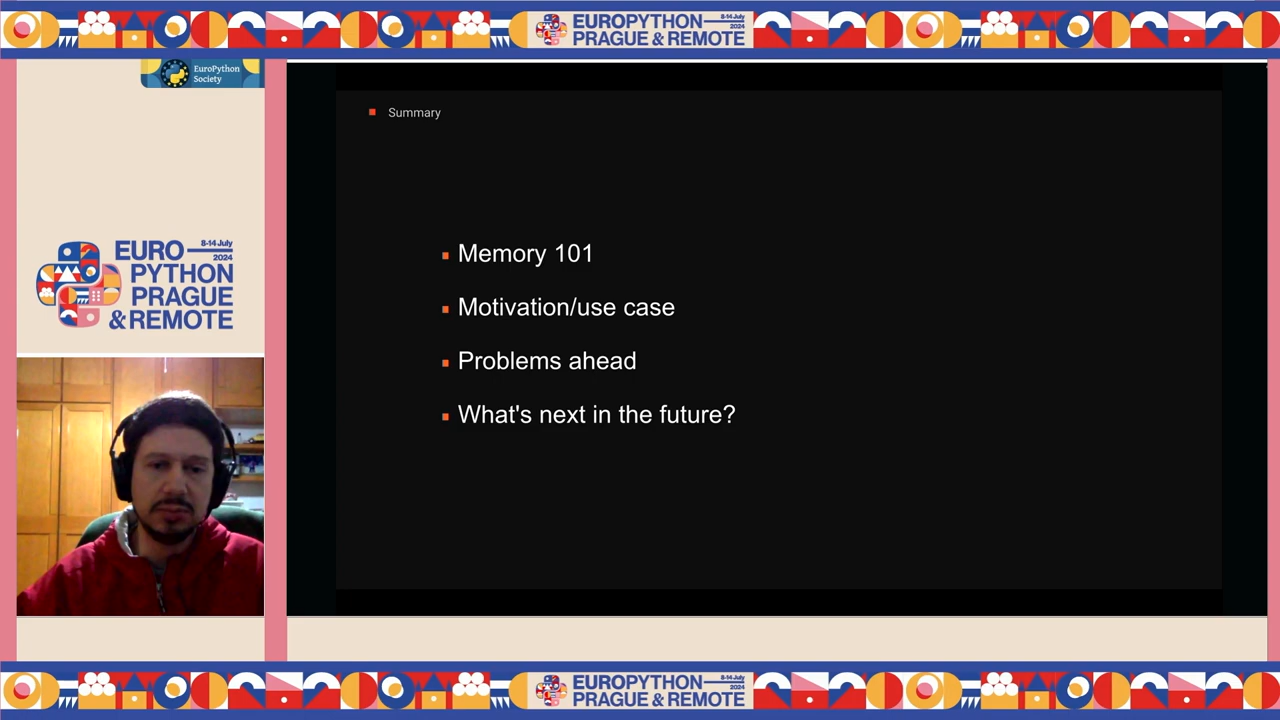 EUROPYTHON
PRAGUE & REMOTE
8-14 July
2024
EuroPython
Society
Summary
EURO
8-14 July
2024
PYTHON
PRAGUE
& REMOTE
Memory 101
Motivation/use case
Problems ahead
What's next in the future?
EUROPYTHON
PRAGUE & REMOTE
8-14 July
2024